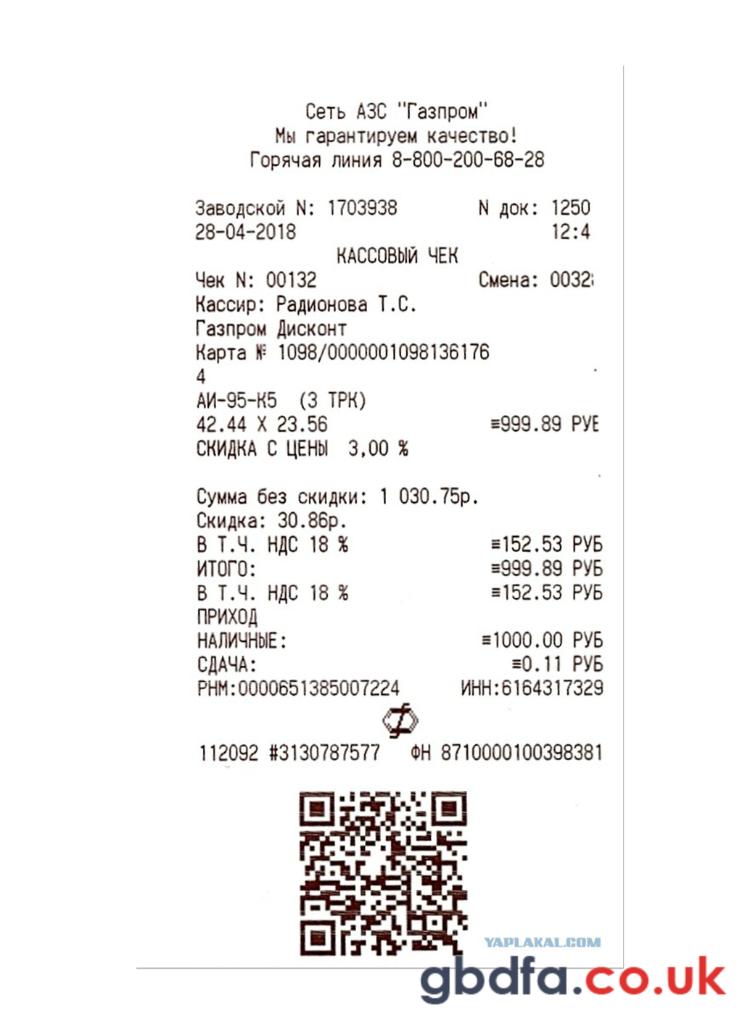 Сеть АЗС "Газпром"
Мы гарантируем качество!
Горячая линия 8-800-200-68-28
Заводской N: 1703938 N док: 1250
28-04-2018 12:4
КАССОВЫЙ ЧЕК
Чек N: 00132 Смена: 0032
Кассир: Радионова Т.С.
Газпром Дисконт
Карта № 1098/0000001098136176
4
АИ-95-К5 (3 ТРК)
42.44 X 23.56 ≡999.89 РУБ
СКИДКА С ЦЕНЫ 3,00 %
Сумма без скидки: 1 030.75р.
Скидка: 30.86р.
В Т.Ч. НДС 18 % ≡152.53 РУБ
ИТОГО: ≡999.89 РУБ
В Т.Ч. НДС 18 % ≡152.53 РУБ
ПРИХОД
НАЛИЧНЫЕ: ≡1000.00 РУБ
СДАЧА: ≡0.11 РУБ
РНМ:0000651385007224 ИНН:6164317329
112092 #3130787577 ФН 8710000100398381
YAPLAKAL.COM
gbdfa.co.uk